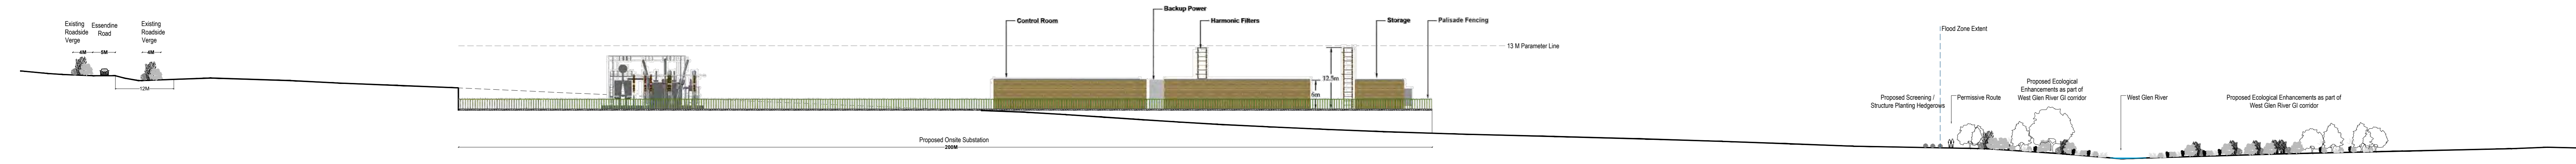 Existing
Roadside
Verge
Essendine
Road
Existing
Roadside
Verge
4M
5M
4M
12M
Control Room
Backup Power
Harmonic Filters
Storage
Palisade Fencing
13 M Parameter Line
12.5m
6m
Proposed Onsite Substation
200M
Flood Zone Extent
Proposed Screening /
Structure Planting Hedgerows
Permissive Route
Proposed Ecological
Enhancements as part of
West Glen River GI corridor
West Glen River
Proposed Ecological Enhancements as part of
West Glen River GI corridor